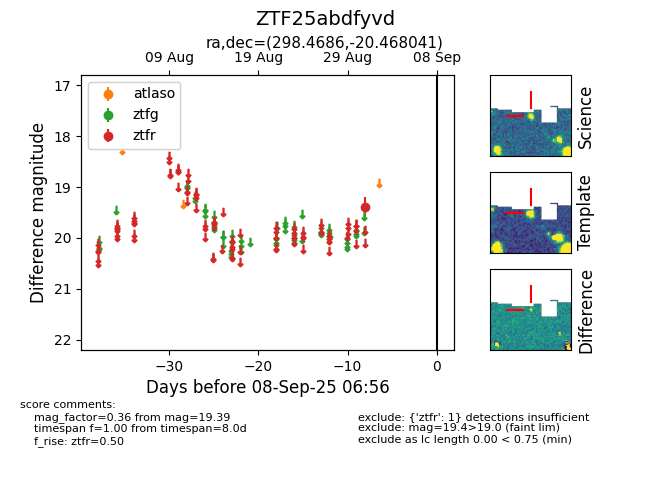 ZTF25abdfyvd
ra,dec=(298.4686,-20.468041)
09 Aug 19 Aug 29 Aug 08 Sep
atlaso
ztfg
ztfr
17
18
19
20
21
22
Difference magnitude
−30 −20 −10 0
Days before 08-Sep-25 06:56
Science
Template
Difference
score comments:
mag_factor=0.36 from mag=19.39
timespan f=1.00 from timespan=8.0d
f_rise: ztfr=0.50
exclude: {'ztfr': 1} detections insufficient
exclude: mag=19.4>19.0 (faint lim)
exclude as lc length 0.00 < 0.75 (min)